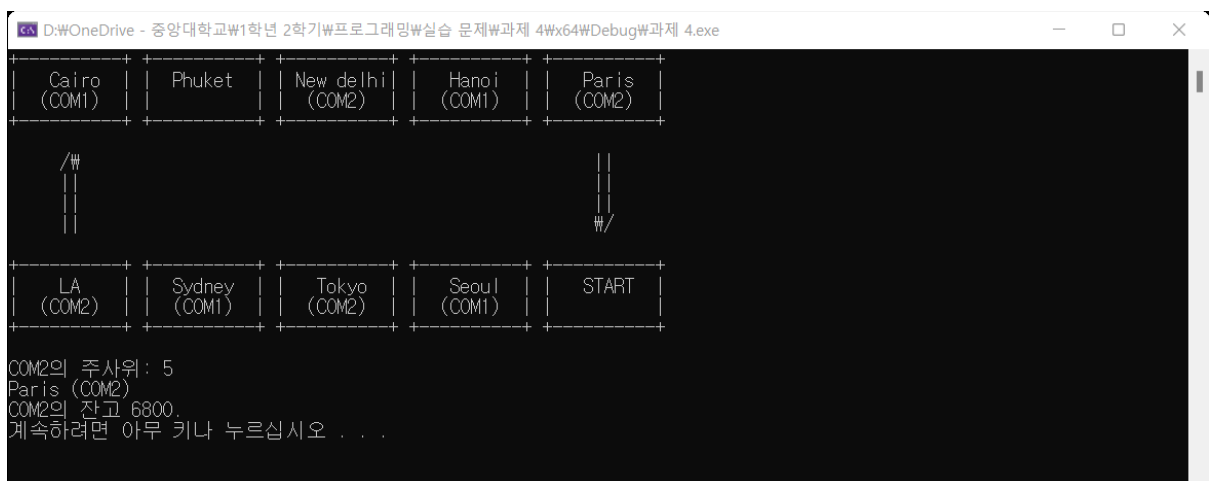 D:₩OneDrive - 중앙대학교₩1학년 2학기₩프로그래밍₩실습 문제₩과제 4₩x64₩Debug₩과제 4.exe
+----------+ +----------+ +----------+ +----------+ +----------+
|   Cairo  | |  Phuket  | | New delhi| |   Hanoi  | |   Paris  |
|  (COM1)  | |          | |  (COM2)  | |  (COM1)  | |  (COM2)  |
+----------+ +----------+ +----------+ +----------+ +----------+
/₩ ||
|| ||
|| ||
|| ₩/
+----------+ +----------+ +----------+ +----------+ +----------+
|    LA    | |  Sydney  | |   Tokyo  | |   Seoul  | |   START  |
|  (COM2)  | |  (COM1)  | |  (COM2)  | |  (COM1)  | |          |
+----------+ +----------+ +----------+ +----------+ +----------+
COM2의 주사위: 5
Paris (COM2)
COM2의 잔고 6800.
계속하려면 아무 키나 누르십시오 . . .